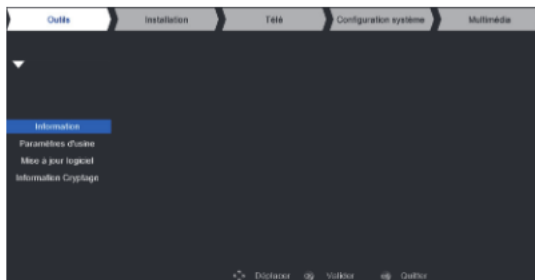 Outils Installation Télé Configuration système Multimédia
Information
Paramètres d'usine
Mise à jour logiciel
Information Cryptage
Déplacer Valider Quitter